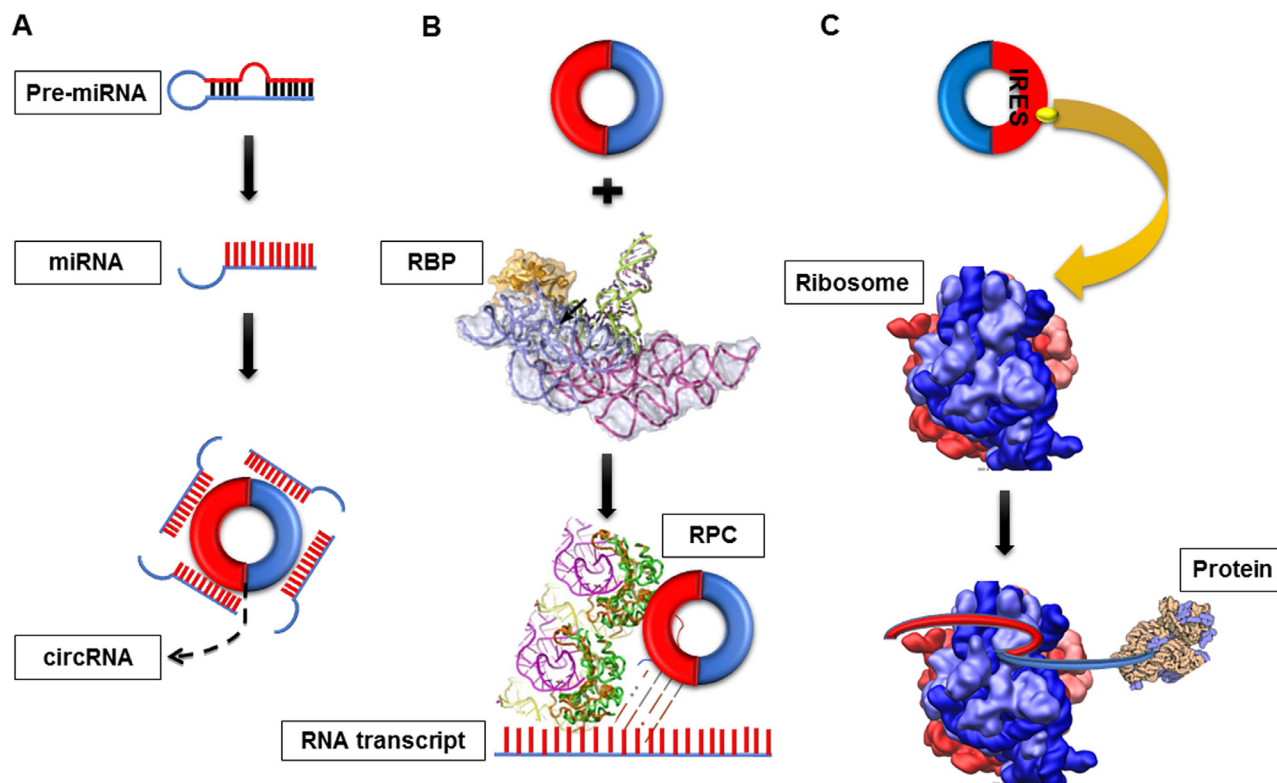 A
Pre-miRNA
miRNA
circRNA
B
RBP
RPC
RNA transcript
C
IRES
Ribosome
Protein